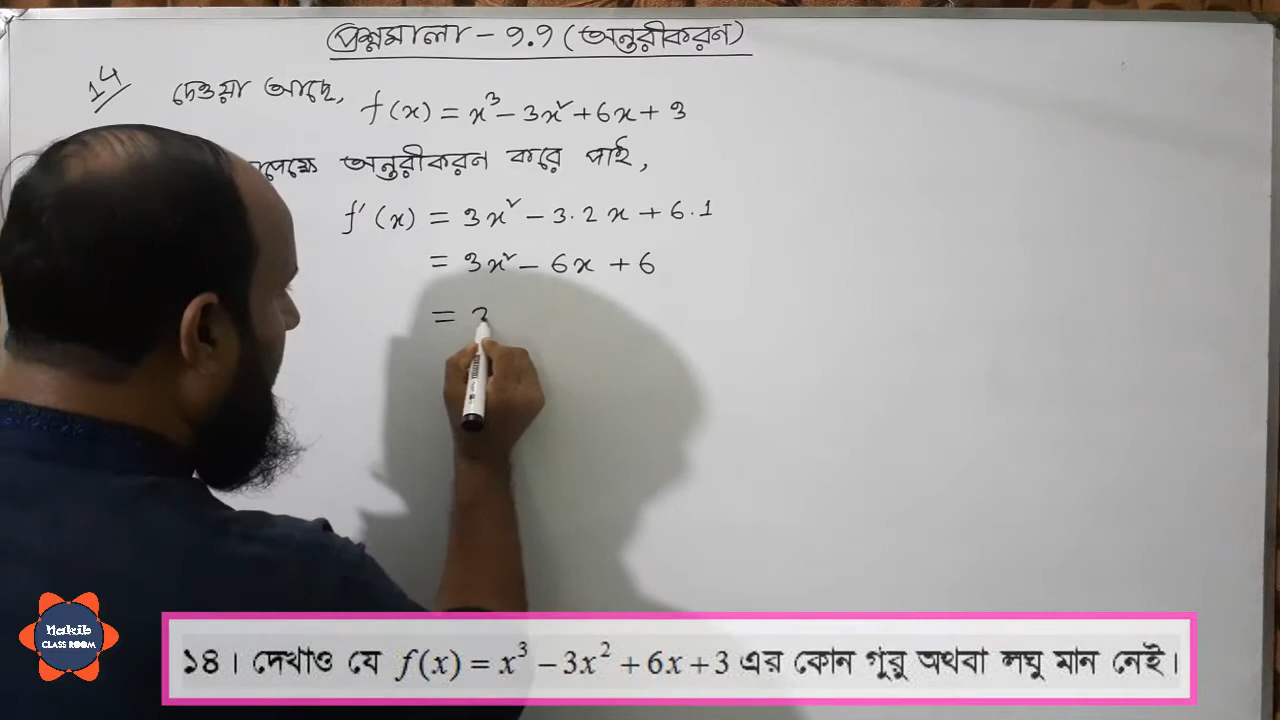 প্রশ্নমালা - ৭.৭ (অন্তরীকরণ)
১৪
দেওয়া আছে, f(x) = x³ - 3x² + 6x + 3
অন্তরীকরণ করে পাই,
f'(x) = 3x² - 3.2x + 6.1
= 3x² - 6x + 6
=
Makib
CLASS ROOM
১৪। দেখাও যে f(x) = x³ - 3x² + 6x + 3 এর কোন গুরু অথবা লঘু মান নেই।